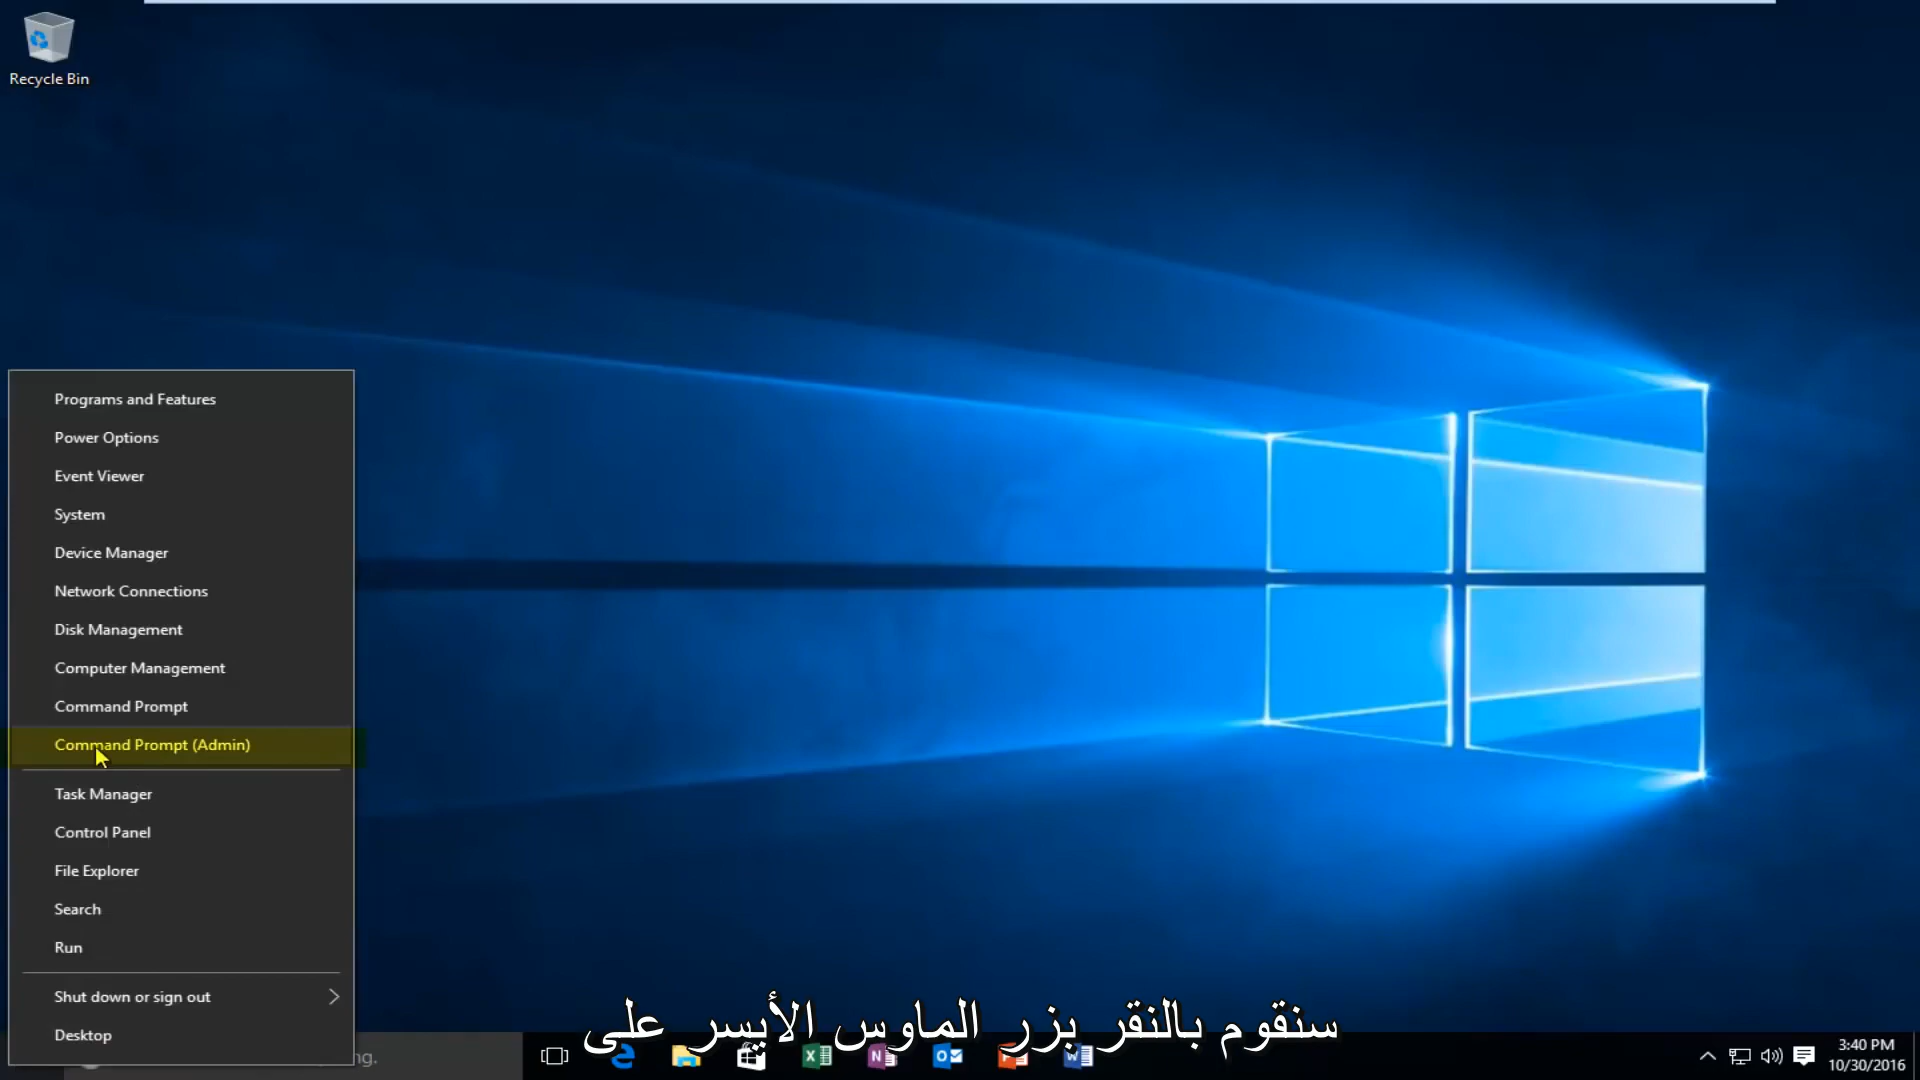 Recycle Bin
Programs and Features
Power Options
Event Viewer
System
Device Manager
Network Connections
Disk Management
Computer Management
Command Prompt
Command Prompt (Admin)
Task Manager
Control Panel
File Explorer
Search
Run
Shut down or sign out
Desktop
سنقوم بالنقر بزر الماوس الأيسر على
3:40 PM
10/30/2016